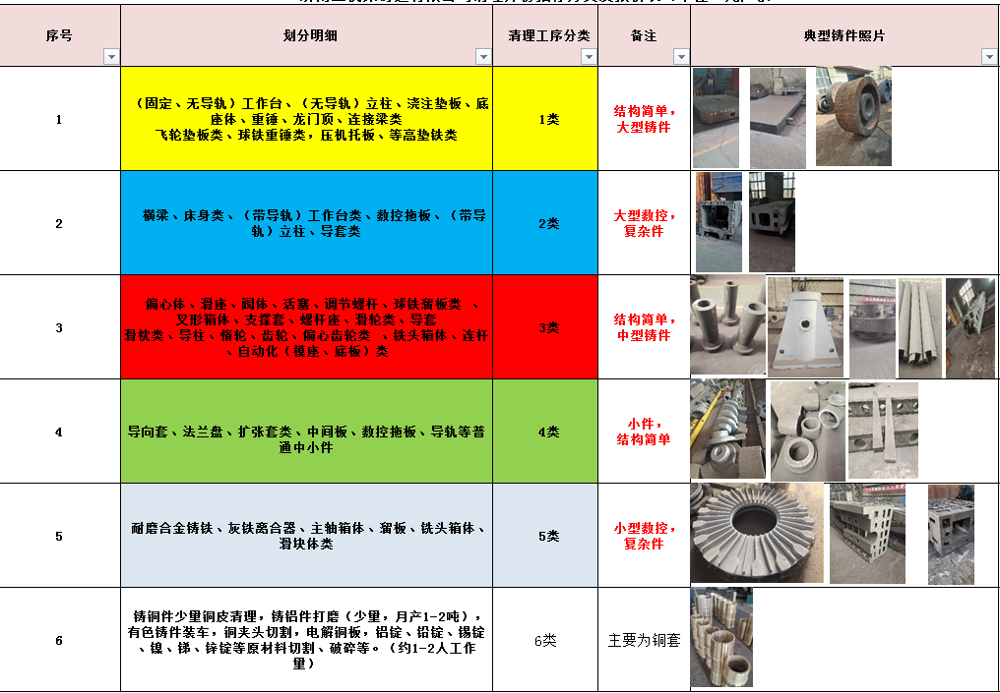 序号 划分明细 清理工序分类 备注 典型铸件照片
1
（固定、无导轨）工作台、（无导轨）立柱、浇注垫板、底
座体、重锤、龙门顶、连接梁类
飞轮垫板类、球铁重锤类，压机托板、等高垫铁类
1类
结构简单，
大型铸件
2
横梁、床身类、（带导轨）工作台类、数控拖板、（带导
轨）立柱、导套类
2类
大型数控，
复杂件
3
偏心体、滑座、阀体、活塞、调节螺杆、球铁溜板类 、
叉形箱体、支撑套、螺杆座、滑轮类、导套
滑枕类、导柱、惰轮、齿轮、偏心齿轮类 、铣头箱体、连杆
、自动化（模座、底板）类
3类
结构简单，
中型铸件
4
导向套、法兰盘、扩张套类、中间板、数控拖板、导轨等普
通中小件
4类
小件，
结构简单
5
耐磨合金铸铁、灰铁离合器、主轴箱体、溜板、铣头箱体、
滑块体类
5类
小型数控，
复杂件
6
铸铜件少量铜皮清理，铸铝件打磨（少量，月产1-2吨），
有色铸件装车，铜夹头切割，电解铜板，铝锭、铅锭、锡锭
、镍、锑、锌锭等原材料切割、破碎等。（约1-2人工作
量）
6类
主要为铜套